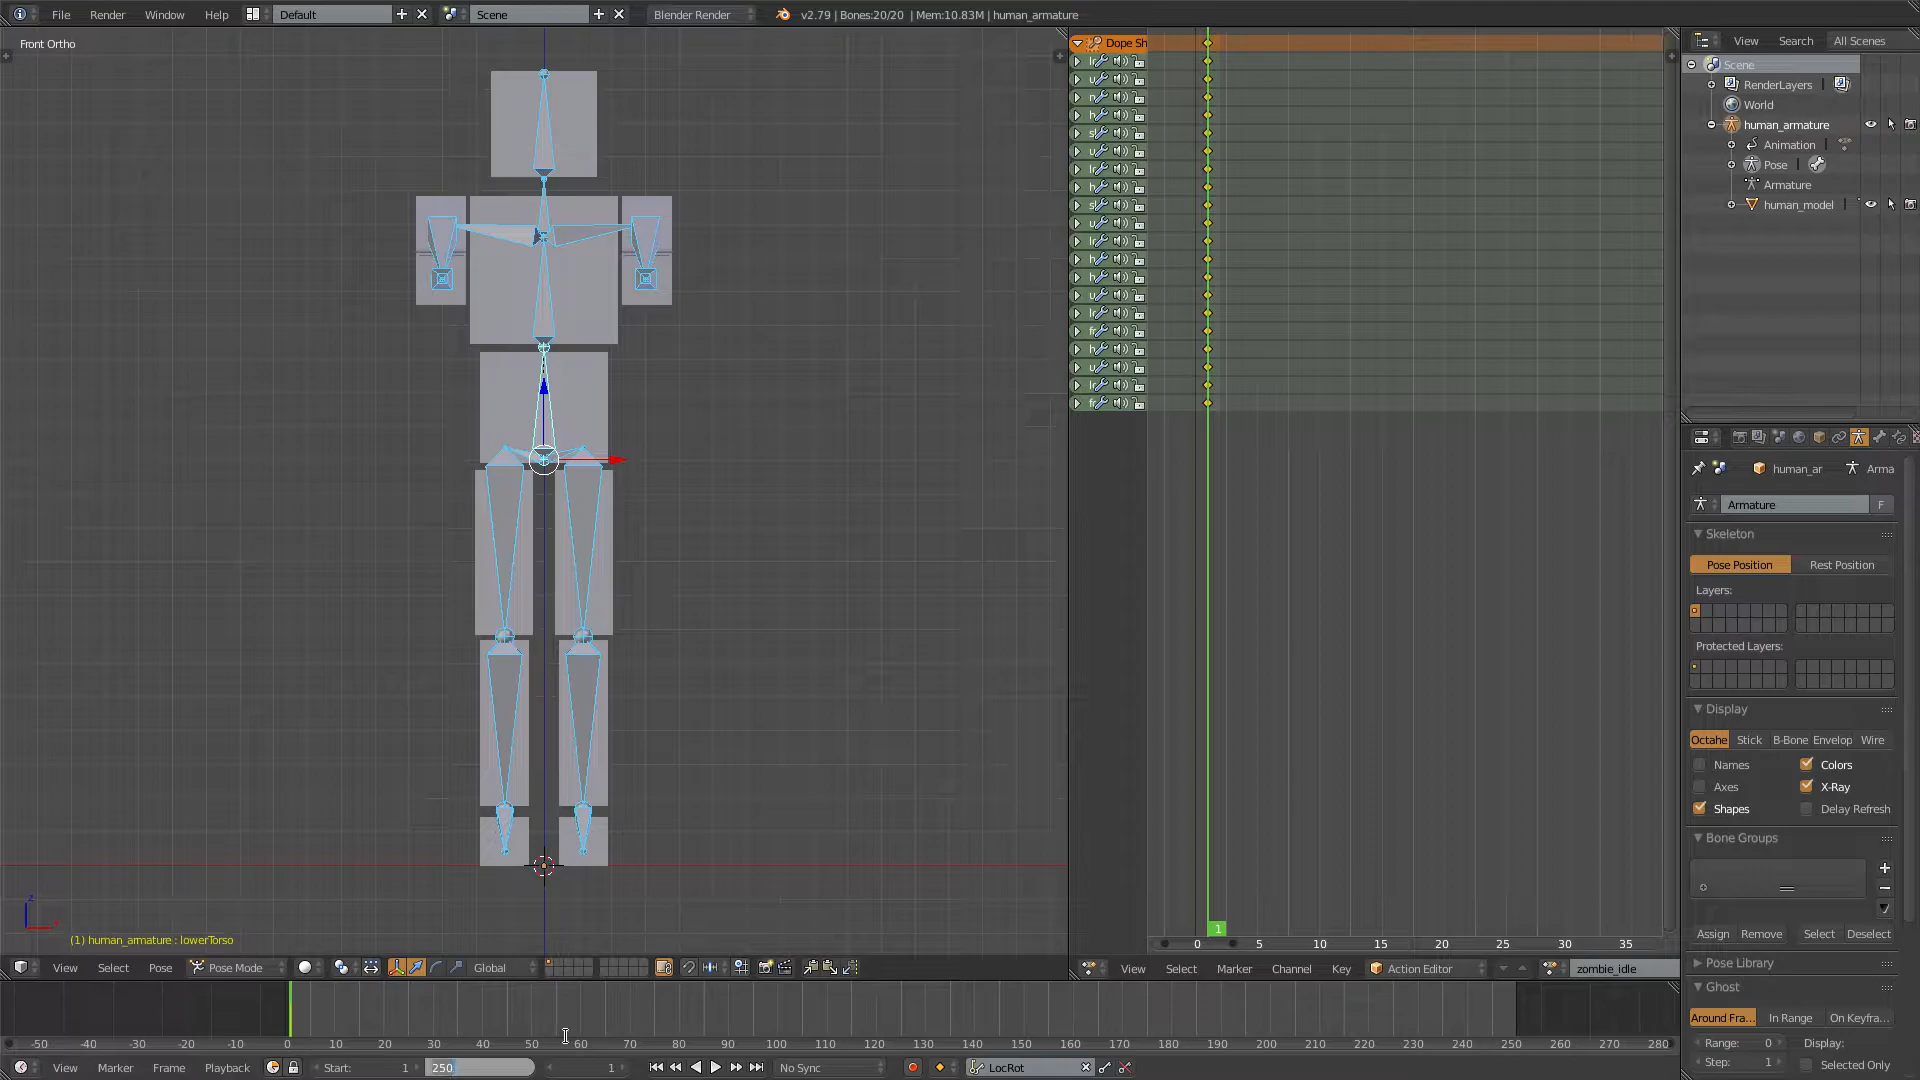 File Render Window Help Default Scene Blender Render v2.79 | Bones:20/20 | Mem:10.83M | human_armature
Front Ortho
Dope Sh
View Search All Scenes
Scene
RenderLayers
World
human_armature
Animation
Pose
Armature
human_model
human_ar Arma
Armature F
Skeleton
Pose Position Rest Position
Layers:
Protected Layers:
Display
Octahe Stick B-Bone Envelop Wire
Names Colors
Axes X-Ray
Shapes Delay Refresh
Bone Groups
Assign Remove Select Deselect
Pose Library
Ghost
Around Fra... In Range On Keyfra...
Range: 0 Display:
Step: 1 Selected Only
1
0 5 10 15 20 25 30 35
(1) human_armature : lowerTorso
View Select Pose Pose Mode Global
View Select Marker Channel Key Action Editor zombie_idle
-50 -40 -30 -20 -10 0 10 20 30 40 50 60 70 80 90 100 110 120 130 140 150 160 170 180 190 200 210 220 230 240 250 260 270 280
View Marker Frame Playback Start: 1 250 1 No Sync LocRot